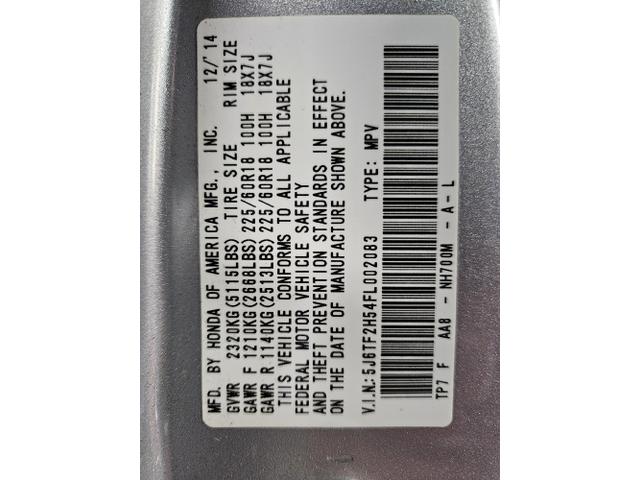 MFD. BY HONDA OF AMERICA MFG., INC. 12/'14
GVWR 2320KG(5115LBS) TIRE SIZE RIM SIZE
GAWR F 1210KG(2668LBS) 225/60R18 100H 18X7J
GAWR R 1140KG(2513LBS) 225/60R18 100H 18X7J
THIS VEHICLE CONFORMS TO ALL APPLICABLE
FEDERAL MOTOR VEHICLE SAFETY
AND THEFT PREVENTION STANDARDS IN EFFECT
ON THE DATE OF MANUFACTURE SHOWN ABOVE.
V.I.N.:5J6TF2H54FL002083 TYPE: MPV
TP7 F AA8 - NH700M - A - L